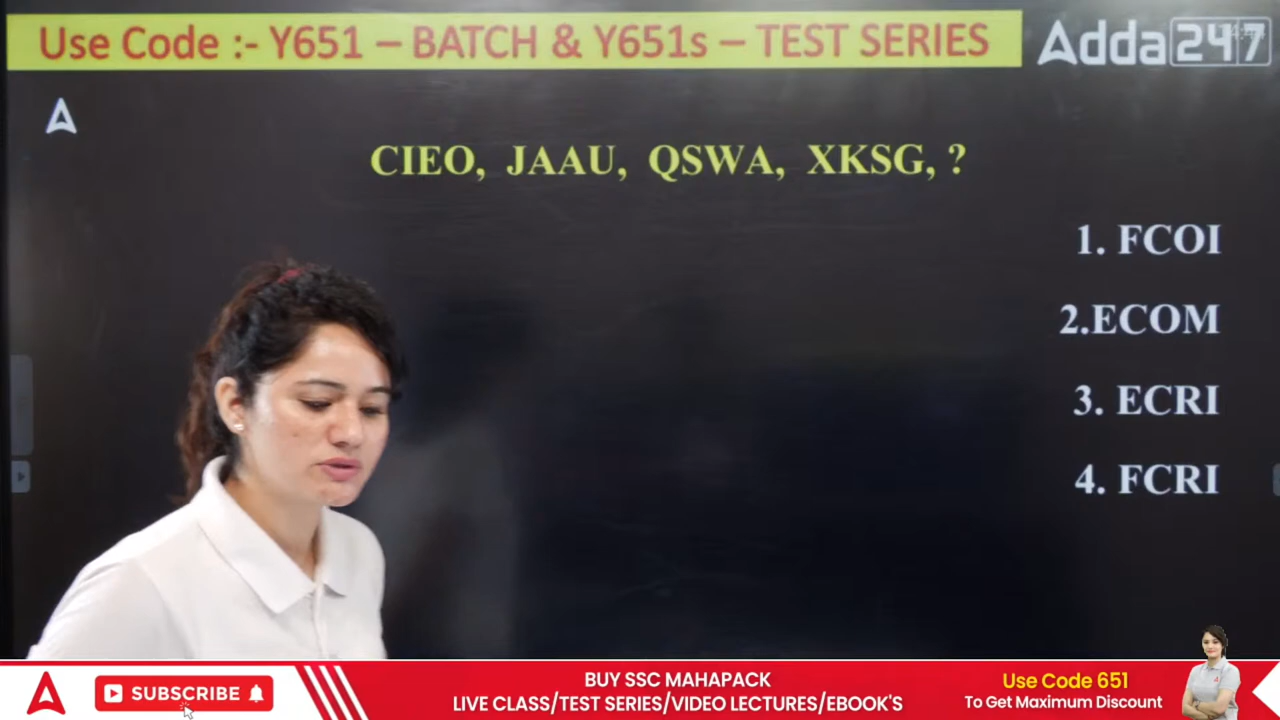 Use Code :- Y651 – BATCH & Y651s – TEST SERIES
Adda247
CIEO, JAAU, QSWA, XKSG, ?
1. FCOI
2.ECOM
3. ECRI
4. FCRI
SUBSCRIBE
BUY SSC MAHAPACK
LIVE CLASS/TEST SERIES/VIDEO LECTURES/EBOOK'S
Use Code 651
To Get Maximum Discount